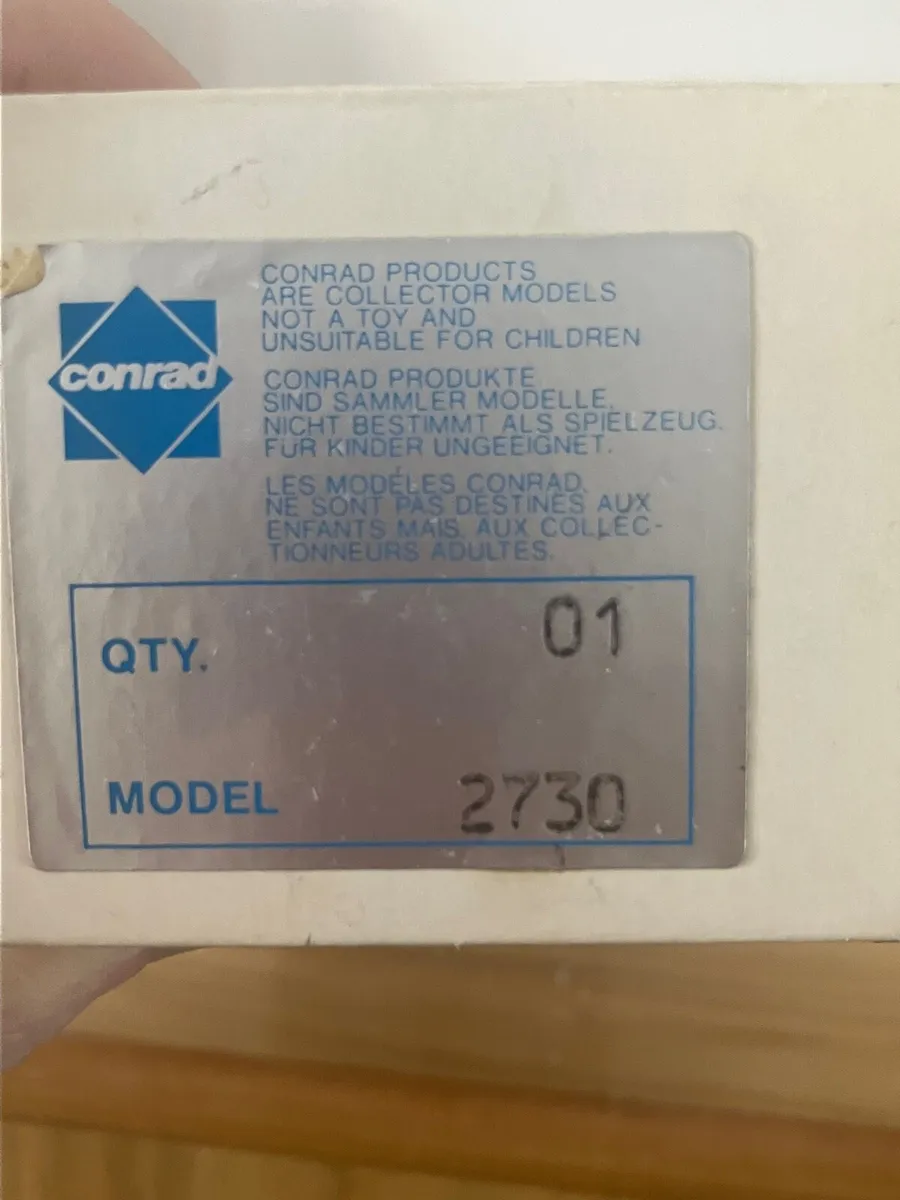 conrad
CONRAD PRODUCTS
ARE COLLECTOR MODELS
NOT A TOY AND
UNSUITABLE FOR CHILDREN
CONRAD PRODUKTE
SIND SAMMLER MODELLE,
NICHT BESTIMMT ALS SPIELZEUG.
FÜR KINDER UNGEEIGNET.
LES MODÉLES CONRAD
NE SONT PAS DESTINES AUX
ENFANTS MAIS AUX COLLEC-
TIONNEURS ADULTES.
QTY. 01
MODEL 2730